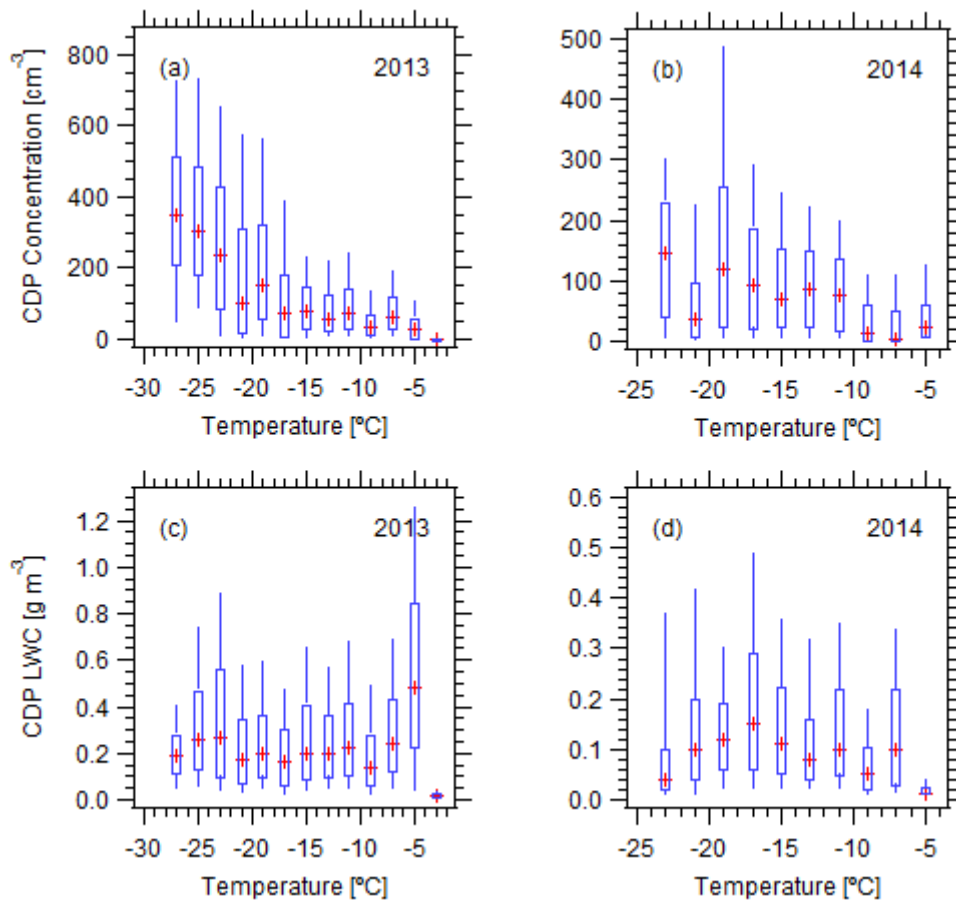 (a) 2013
CDP Concentration [cm⁻³]
800
600
400
200
0
-30 -25 -20 -15 -10 -5
Temperature [ºC]
(b) 2014
500
400
300
200
100
0
-25 -20 -15 -10 -5
Temperature [ºC]
(c) 2013
CDP LWC [g m⁻³]
1.2
1.0
0.8
0.6
0.4
0.2
0.0
-30 -25 -20 -15 -10 -5
Temperature [ºC]
(d) 2014
0.6
0.5
0.4
0.3
0.2
0.1
0.0
-25 -20 -15 -10 -5
Temperature [ºC]